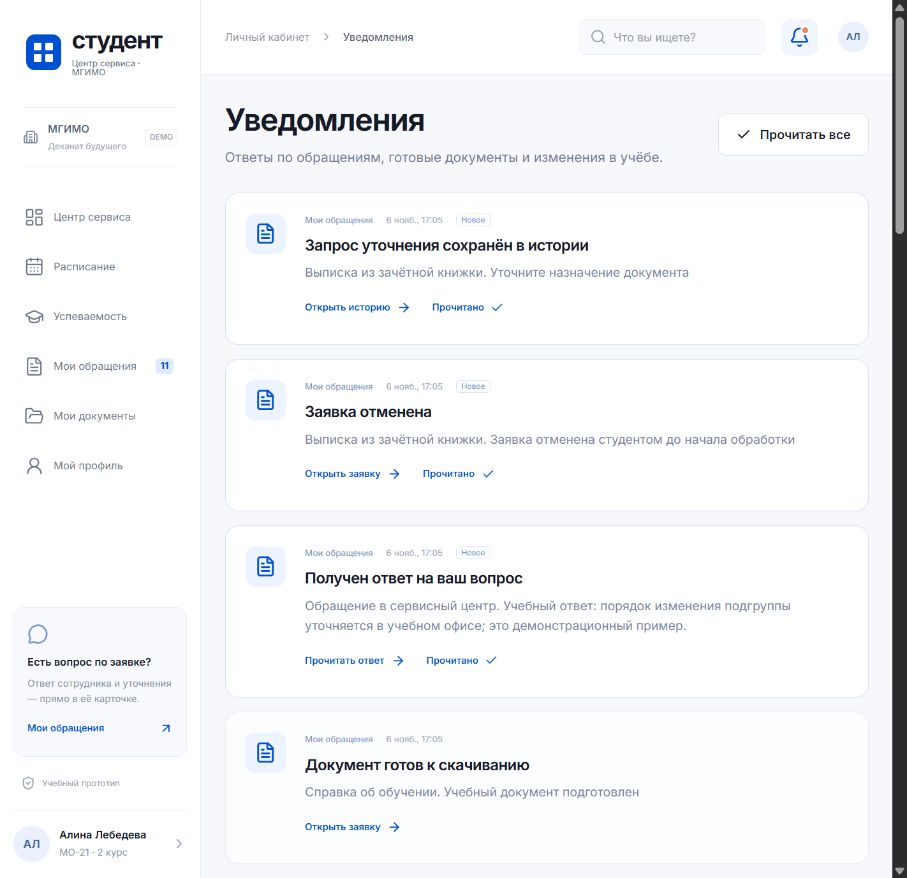 студент
Центр сервиса ·
МГИМО
МГИМО
Деканат будущего
DEMO
Центр сервиса
Расписание
Успеваемость
Мои обращения
11
Мои документы
Мой профиль
Есть вопрос по заявке?
Ответ сотрудника и уточнения
— прямо в её карточке.
Мои обращения
Учебный прототип
АЛ
Алина Лебедева
МО-21 · 2 курс
Личный кабинет
Уведомления
Что вы ищете?
АЛ
Уведомления
Ответы по обращениям, готовые документы и изменения в учёбе.
Прочитать все
Мои обращения 6 нояб., 17:05 Новое
Запрос уточнения сохранён в истории
Выписка из зачётной книжки. Уточните назначение документа
Открыть историю Прочитано
Мои обращения 6 нояб., 17:05 Новое
Заявка отменена
Выписка из зачётной книжки. Заявка отменена студентом до начала обработки
Открыть заявку Прочитано
Мои обращения 6 нояб., 17:05 Новое
Получен ответ на ваш вопрос
Обращение в сервисный центр. Учебный ответ: порядок изменения подгруппы
уточняется в учебном офисе; это демонстрационный пример.
Прочитать ответ Прочитано
Мои обращения 6 нояб., 17:05
Документ готов к скачиванию
Справка об обучении. Учебный документ подготовлен
Открыть заявку